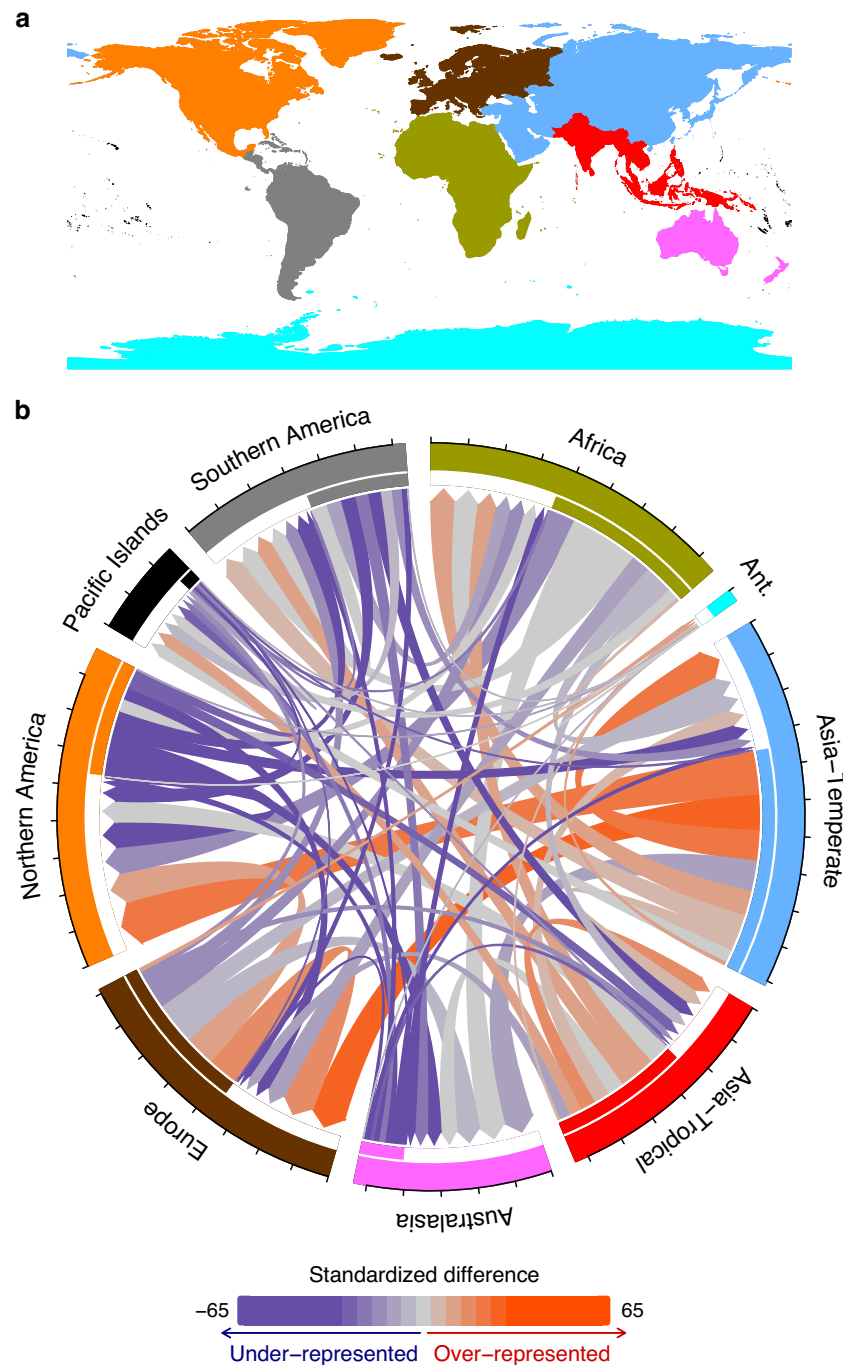 a
b
Southern America
Africa
Pacific Islands
Ant.
Northern America
Asia−Temperate
Europe
Asia−Tropical
Australasia
Standardized difference
−65
65
Under−represented
Over−represented